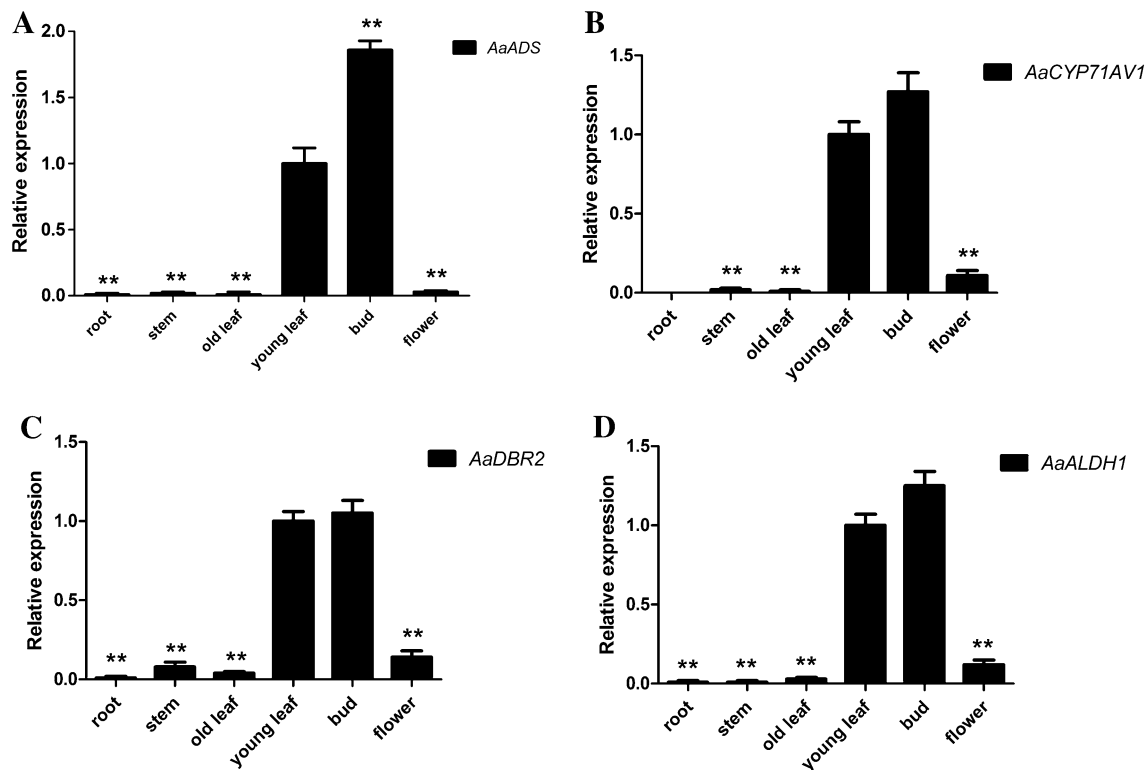 A
AaADS
Relative expression
2.0
1.5
1.0
0.5
0.0
**
**
**
**
**
root
stem
old leaf
young leaf
bud
flower
B
AaCYP71AV1
Relative expression
1.5
1.0
0.5
0.0
**
**
**
root
stem
old leaf
young leaf
bud
flower
C
AaDBR2
Relative expression
1.5
1.0
0.5
0.0
**
**
**
**
root
stem
old leaf
young leaf
bud
flower
D
AaALDH1
Relative expression
1.5
1.0
0.5
0.0
**
**
**
**
root
stem
old leaf
young leaf
bud
flower